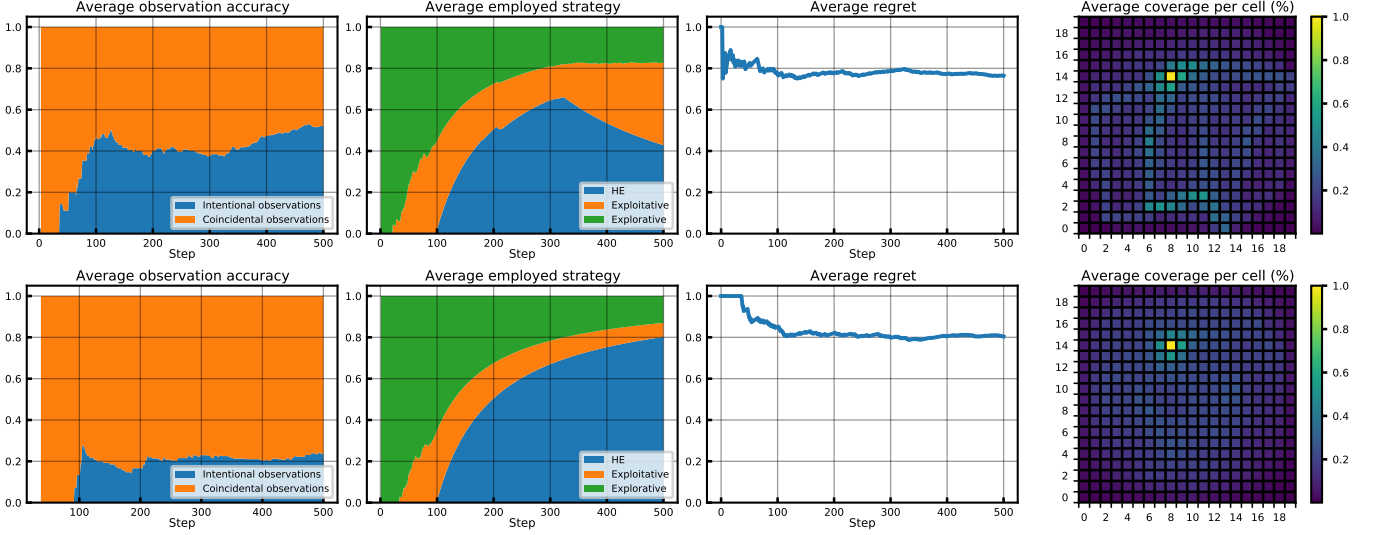 Average observation accuracy
1.0
0.8
0.6
0.4
0.2
0.0
0 100 200 300 400 500
Step
Intentional observations
Coincidental observations
Average employed strategy
1.0
0.8
0.6
0.4
0.2
0.0
0 100 200 300 400 500
Step
HE
Exploitative
Explorative
Average regret
1.0
0.8
0.6
0.4
0.2
0.0
0 100 200 300 400 500
Step
Average coverage per cell (%)
18
16
14
12
10
8
6
4
2
0
0 2 4 6 8 10 12 14 16 18
1.0
0.8
0.6
0.4
0.2
Average observation accuracy
1.0
0.8
0.6
0.4
0.2
0.0
100 200 300 400 500
Step
Intentional observations
Coincidental observations
Average employed strategy
1.0
0.8
0.6
0.4
0.2
0.0
0 100 200 300 400 500
Step
HE
Exploitative
Explorative
Average regret
1.0
0.8
0.6
0.4
0.2
0.0
0 100 200 300 400 500
Step
Average coverage per cell (%)
18
16
14
12
10
8
6
4
2
0
0 2 4 6 8 10 12 14 16 18
1.0
0.8
0.6
0.4
0.2